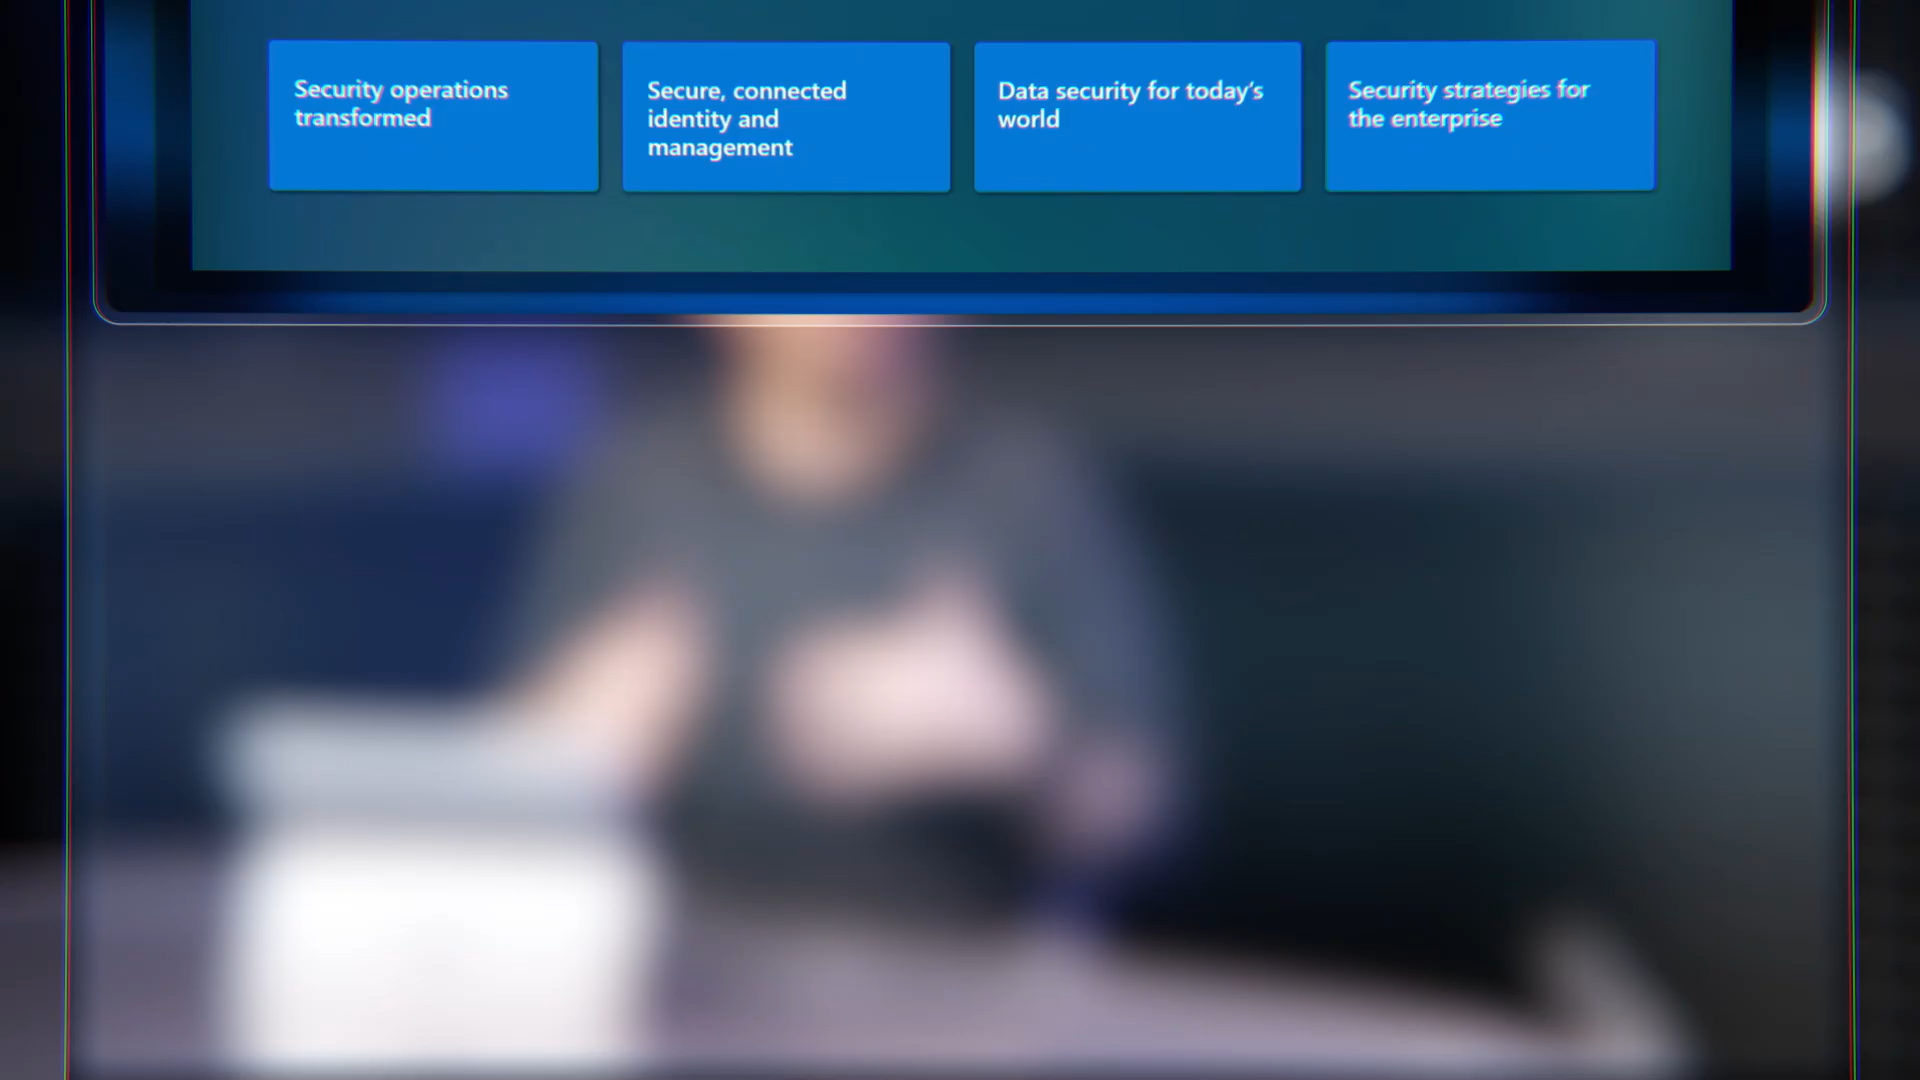 Security operations
transformed
Secure, connected
identity and
management
Data security for today's
world
Security strategies for
the enterprise